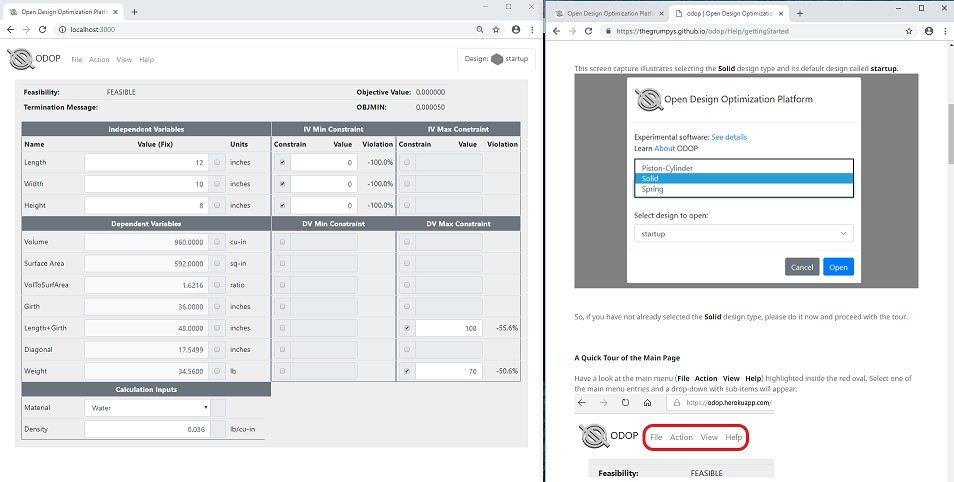 Open Design Optimization Platf
localhost:3000
ODOP File Action View Help
Design: startup
Feasibility: FEASIBLE Objective Value: 0.000000
Termination Message: OBJMIN: 0.000050
Independent Variables IV Min Constraint IV Max Constraint
Name Value (Fix) Units Constrain Value Violation Constrain Value Violation
Length 12 inches 0 -100.0%
Width 10 inches 0 -100.0%
Height 8 inches 0 -100.0%
Dependent Variables DV Min Constraint DV Max Constraint
Volume 960.0000 cu-in
Surface Area 592.0000 sq-in
VolToSurfArea 1.6216 ratio
Girth 36.0000 inches
Length+Girth 48.0000 inches 108 -55.6%
Diagonal 17.5499 inches
Weight 34.5600 lb 70 -50.6%
Calculation Inputs
Material Water
Density 0.036 lb/cu-in
Open Design Optimization Platf
odop | Open Design Optimizatio
https://thegrumpys.github.io/odop/Help/gettingStarted
This screen capture illustrates selecting the Solid design type and its default design called startup.
Open Design Optimization Platform
Experimental software: See details
Learn About ODOP
Piston-Cylinder
Solid
Spring
Select design to open:
startup
Cancel Open
So, if you have not already selected the Solid design type, please do it now and proceed with the tour.
A Quick Tour of the Main Page
Have a look at the main menu (File Action View Help) highlighted inside the red oval. Select one of
the main menu entries and a drop-down with sub-items will appear.
https://odop.herokuapp.com/
ODOP File Action View Help
Feasibility: FEASIBLE